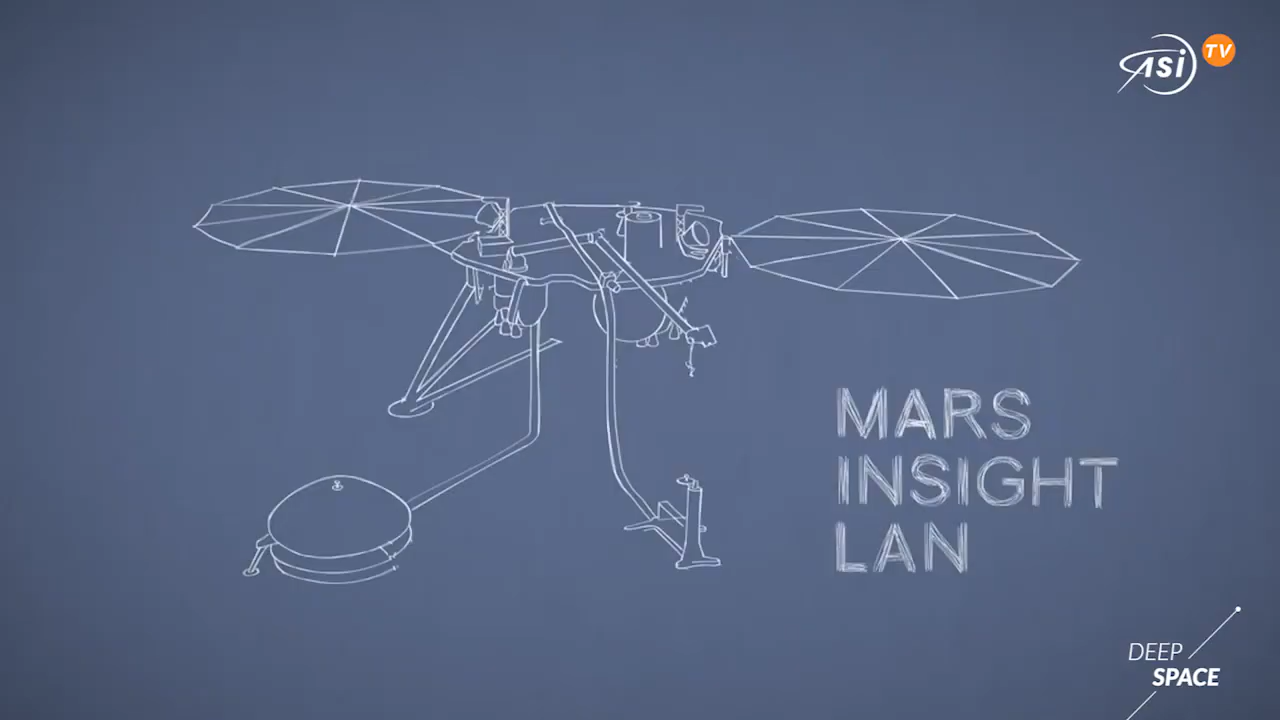 ASI TV
MARS
INSIGHT
LAN
DEEP
SPACE